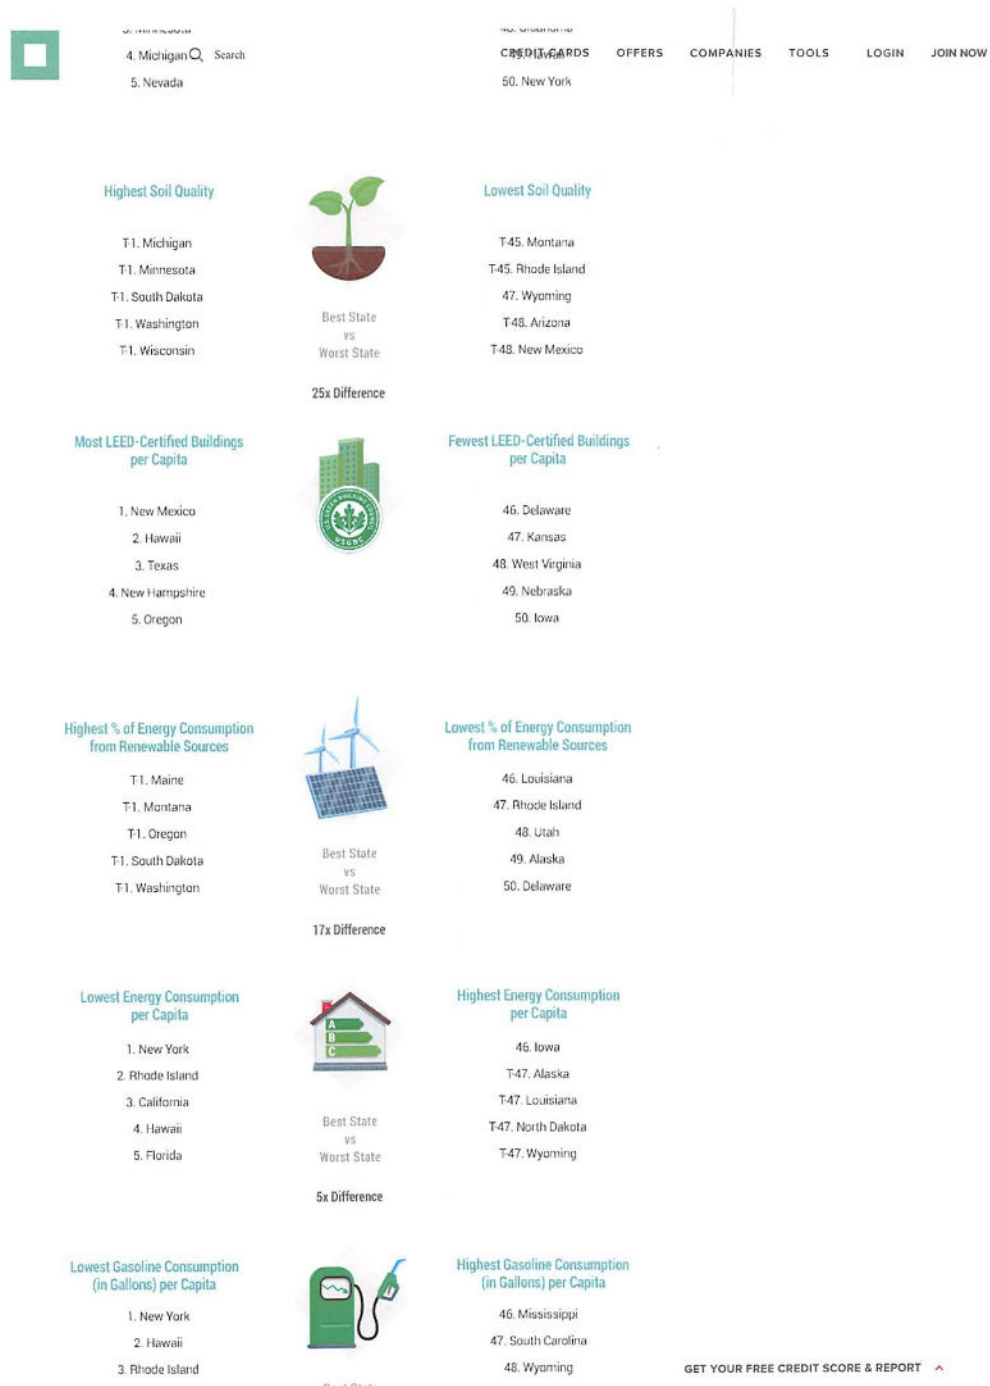 4. Michigan
Search
CREDIT CARDS
OFFERS
COMPANIES
TOOLS
LOGIN
JOIN NOW
5. Nevada
50. New York
Highest Soil Quality
T-1. Michigan
T-1. Minnesota
T-1. South Dakota
T-1. Washington
T-1. Wisconsin
Best State
vs
Worst State
25x Difference
Lowest Soil Quality
T-45. Montana
T-45. Rhode Island
47. Wyoming
T-48. Arizona
T-48. New Mexico
Most LEED-Certified Buildings
per Capita
1. New Mexico
2. Hawaii
3. Texas
4. New Hampshire
5. Oregon
U.S. GREEN BUILDING COUNCIL
USGBC
Fewest LEED-Certified Buildings
per Capita
46. Delaware
47. Kansas
48. West Virginia
49. Nebraska
50. Iowa
Highest % of Energy Consumption
from Renewable Sources
T-1. Maine
T-1. Montana
T-1. Oregon
T-1. South Dakota
T-1. Washington
Best State
vs
Worst State
17x Difference
Lowest % of Energy Consumption
from Renewable Sources
46. Louisiana
47. Rhode Island
48. Utah
49. Alaska
50. Delaware
Lowest Energy Consumption
per Capita
1. New York
2. Rhode Island
3. California
4. Hawaii
5. Florida
A
B
C
Best State
vs
Worst State
5x Difference
Highest Energy Consumption
per Capita
46. Iowa
T-47. Alaska
T-47. Louisiana
T-47. North Dakota
T-47. Wyoming
Lowest Gasoline Consumption
(in Gallons) per Capita
1. New York
2. Hawaii
3. Rhode Island
Highest Gasoline Consumption
(in Gallons) per Capita
46. Mississippi
47. South Carolina
48. Wyoming
GET YOUR FREE CREDIT SCORE & REPORT